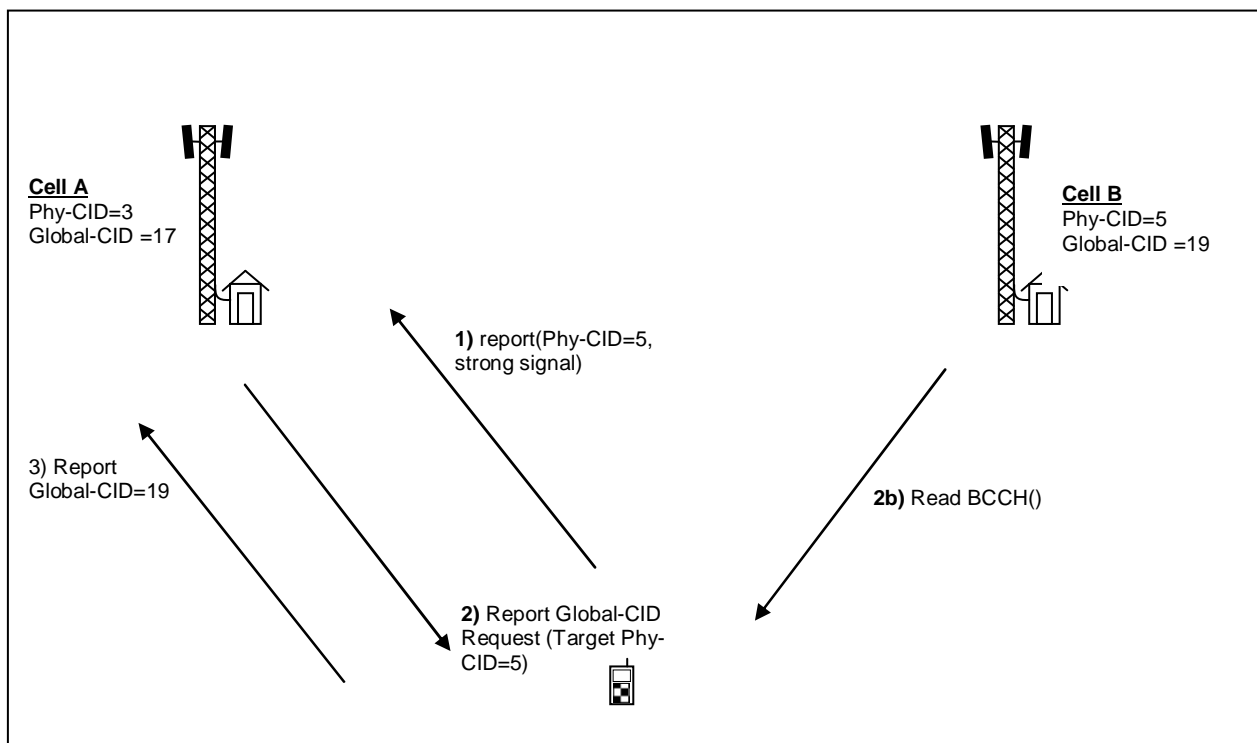 Cell A
Phy-CID=3
Global-CID =17
Cell B
Phy-CID=5
Global-CID =19
1) report(Phy-CID=5,
strong signal)
3) Report
Global-CID=19
2b) Read BCCH()
2) Report Global-CID
Request (Target Phy-
CID=5)